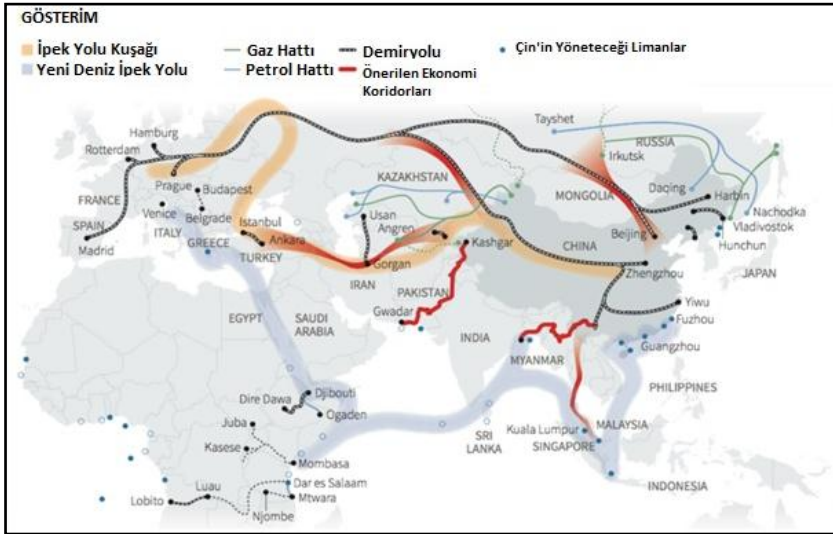 GÖSTERİM
İpek Yolu Kuşağı
Gaz Hattı
Demiryolu
Çin'in Yöneteceği Limanlar
Yeni Deniz İpek Yolu
Petrol Hattı
Önerilen Ekonomi
Koridorları
Tayshet
Hamburg
RUSSIA
Rotterdam
Irkutsk
Prague
KAZAKHSTAN
Budapest
MONGOLIA
Daqing
Harbin
FRANCE
Venice
Belgrade
Usan
Istanbul
Nachodka
SPAIN
ITALY
Angren
Vladivostok
GREECE
Ankara
Beijing
Madrid
TURKEY
Kashgar
CHINA
Hunchun
Gorgan
Zhengzhou
JAPAN
IRAN
PAKISTAN
Yiwu
EGYPT
SAUDI
ARABIA
Gwadar
Fuzhou
INDIA
Guangzhou
MYANMAR
PHILIPPINES
Dire Dawa
Djibouti
Juba
Ogaden
Kuala Lumpur
MALAYSIA
SRI
LANKA
SINGAPORE
Kasese
Mombasa
Dar es Salaam
INDONESIA
Luau
Lobito
Mtwara
Njombe